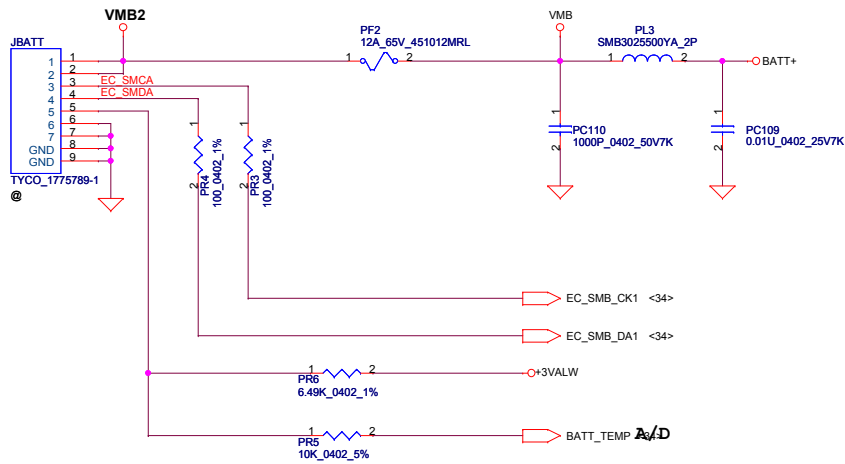 VMB2
JBATT
1 1
2 2
3 3 EC_SMCA
4 4 EC_SMDA
5 5
6 6
7 7
GND 8
GND 9
TYCO_1775789-1
@
PF2
12A_65V_451012MRL
1 2
VMB
PL3
SMB3025500YA_2P
1 2
BATT+
1
PC110
1000P_0402_50V7K
2
1
PC109
0.01U_0402_25V7K
2
1
PR4
100_0402_1%
2
1
PR3
100_0402_1%
2
EC_SMB_CK1 <34>
EC_SMB_DA1 <34>
1 2
PR6
6.49K_0402_1%
+3VALW
1 2
PR5
10K_0402_5%
BATT_TEMP A/D